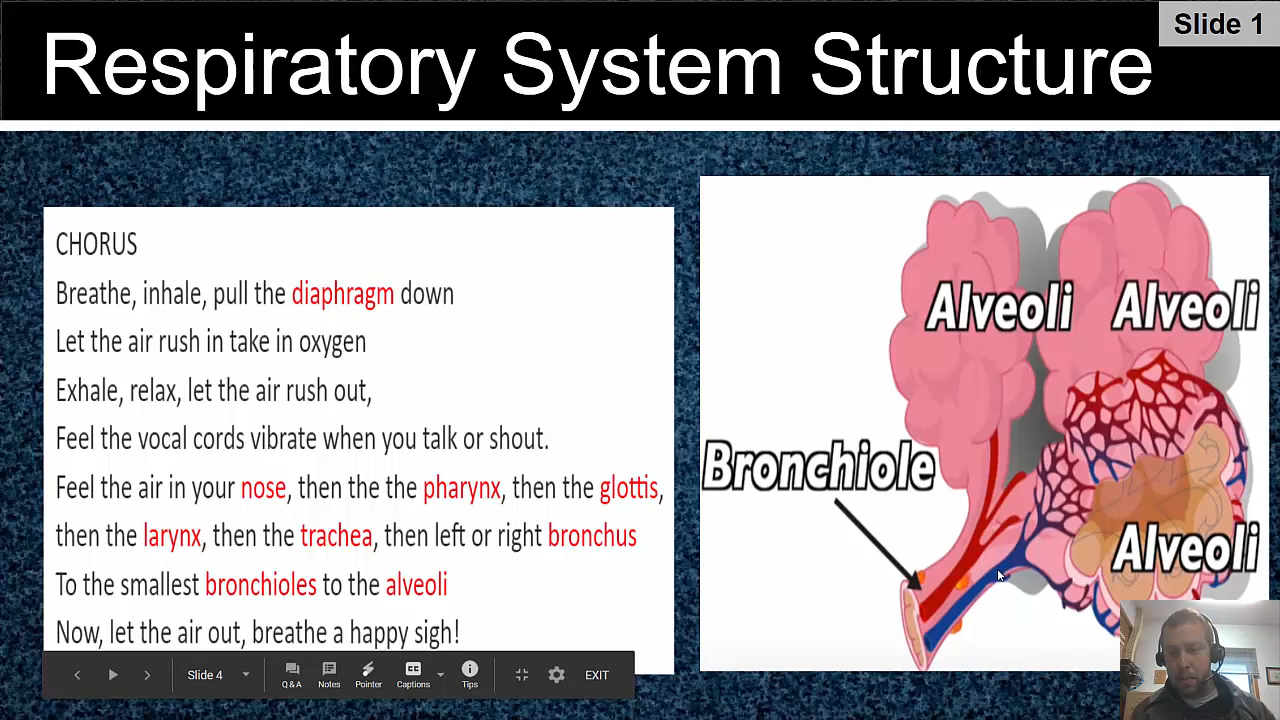 Slide 1
Respiratory System Structure
CHORUS
Breathe, inhale, pull the diaphragm down
Let the air rush in take in oxygen
Exhale, relax, let the air rush out,
Feel the vocal cords vibrate when you talk or shout.
Feel the air in your nose, then the the pharynx, then the glottis,
then the larynx, then the trachea, then left or right bronchus
To the smallest bronchioles to the alveoli
Now, let the air out, breathe a happy sigh!
Alveoli
Alveoli
Bronchiole
Alveoli
Slide 4
Q & A
Notes
Pointer
CC
Captions
Tips
EXIT